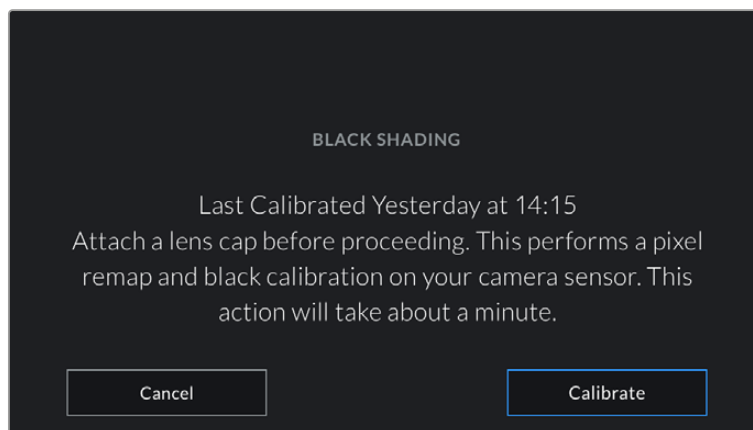 BLACK SHADING
Last Calibrated Yesterday at 14:15
Attach a lens cap before proceeding. This performs a pixel
remap and black calibration on your camera sensor. This
action will take about a minute.
Cancel
Calibrate